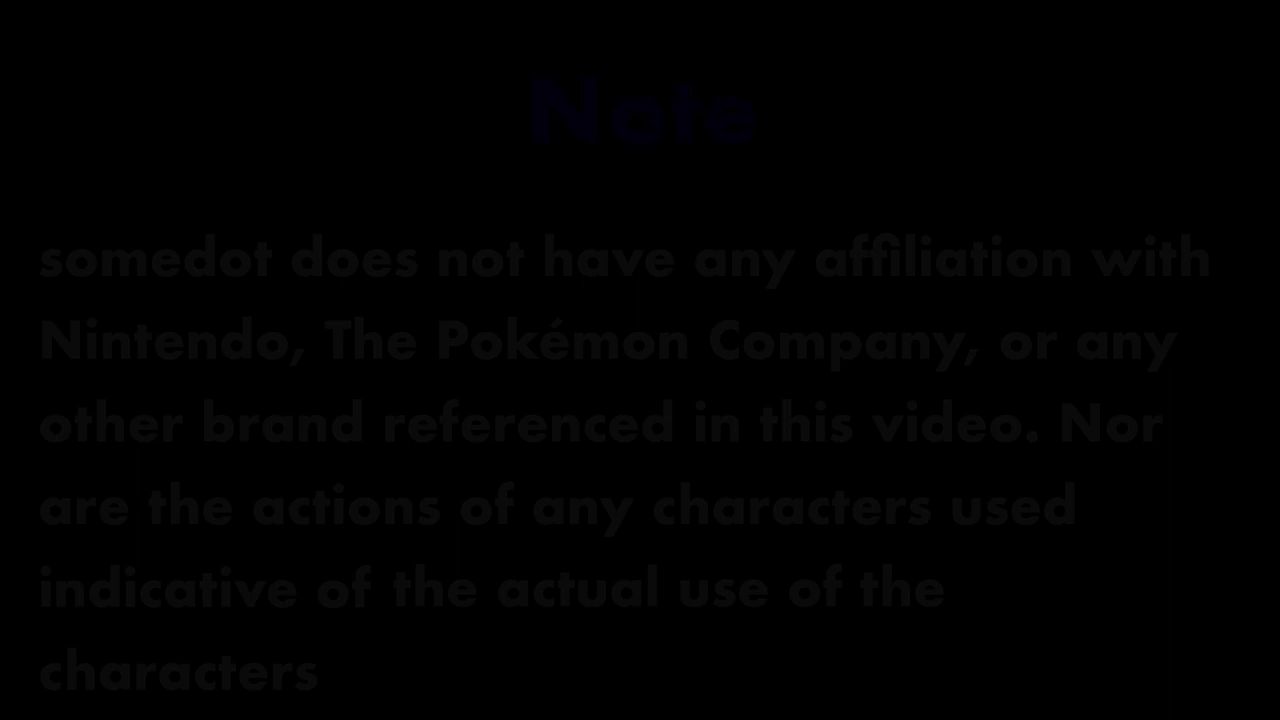 Note
somedot does not have any affiliation with
Nintendo, The Pokémon Company, or any
other brand referenced in this video. Nor
are the actions of any characters used
indicative of the actual use of the
characters